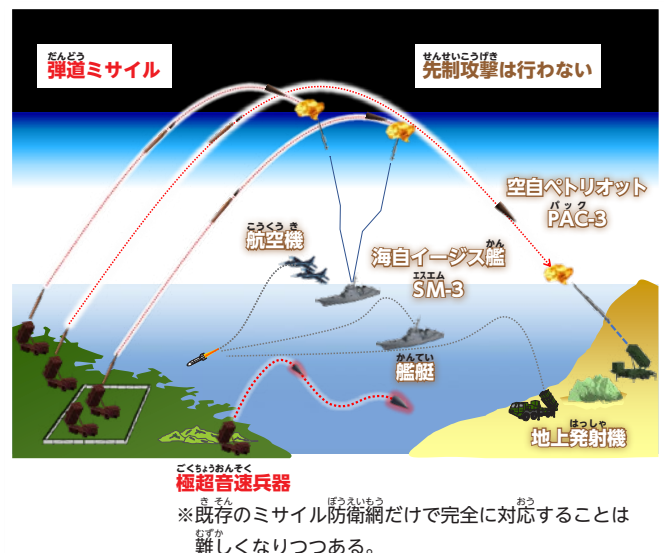 だんどう
弾道ミサイル
せんせいこうげき
先制攻撃は行わない
空自ペトリオット
パック
PAC-3
こうくうき
航空機
かん
海自イージス艦
エスエム
SM-3
かんてい
艦艇
はっしゃ
地上発射機
ごくちょうおんそく
極超音速兵器
きそん ぼうえいもう おう
※既存のミサイル防衛網だけで完全に対応することは
むずか
難しくなりつつある。